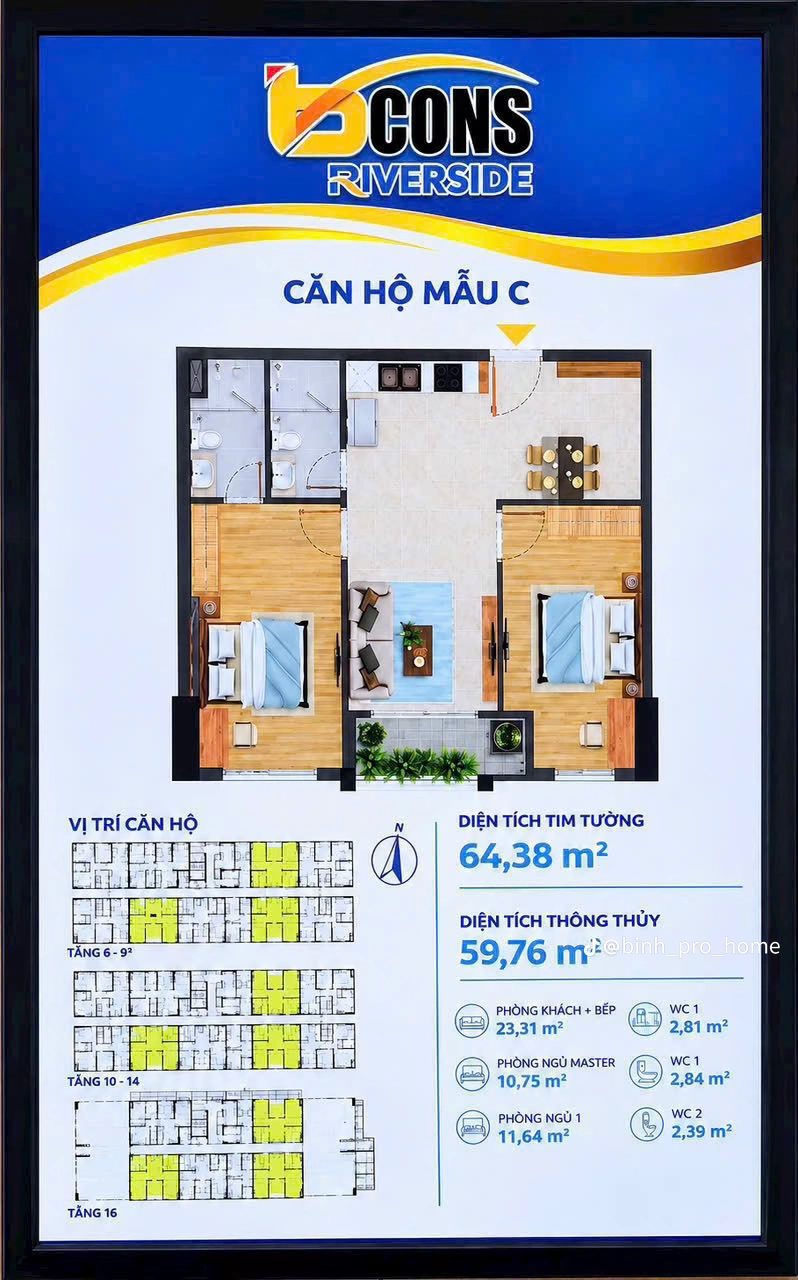 bCONS
RIVERSIDE
CĂN HỘ MẪU C
VỊ TRÍ CĂN HỘ
N
TẦNG 6 - 9²
TẦNG 10 - 14
TẦNG 16
DIỆN TÍCH TIM TƯỜNG
64,38 m²
DIỆN TÍCH THÔNG THỦY
59,76 m²
@binh_pro_home
PHÒNG KHÁCH + BẾP
23,31 m²
PHÒNG NGỦ MASTER
10,75 m²
PHÒNG NGỦ 1
11,64 m²
WC 1
2,81 m²
WC 1
2,84 m²
WC 2
2,39 m²